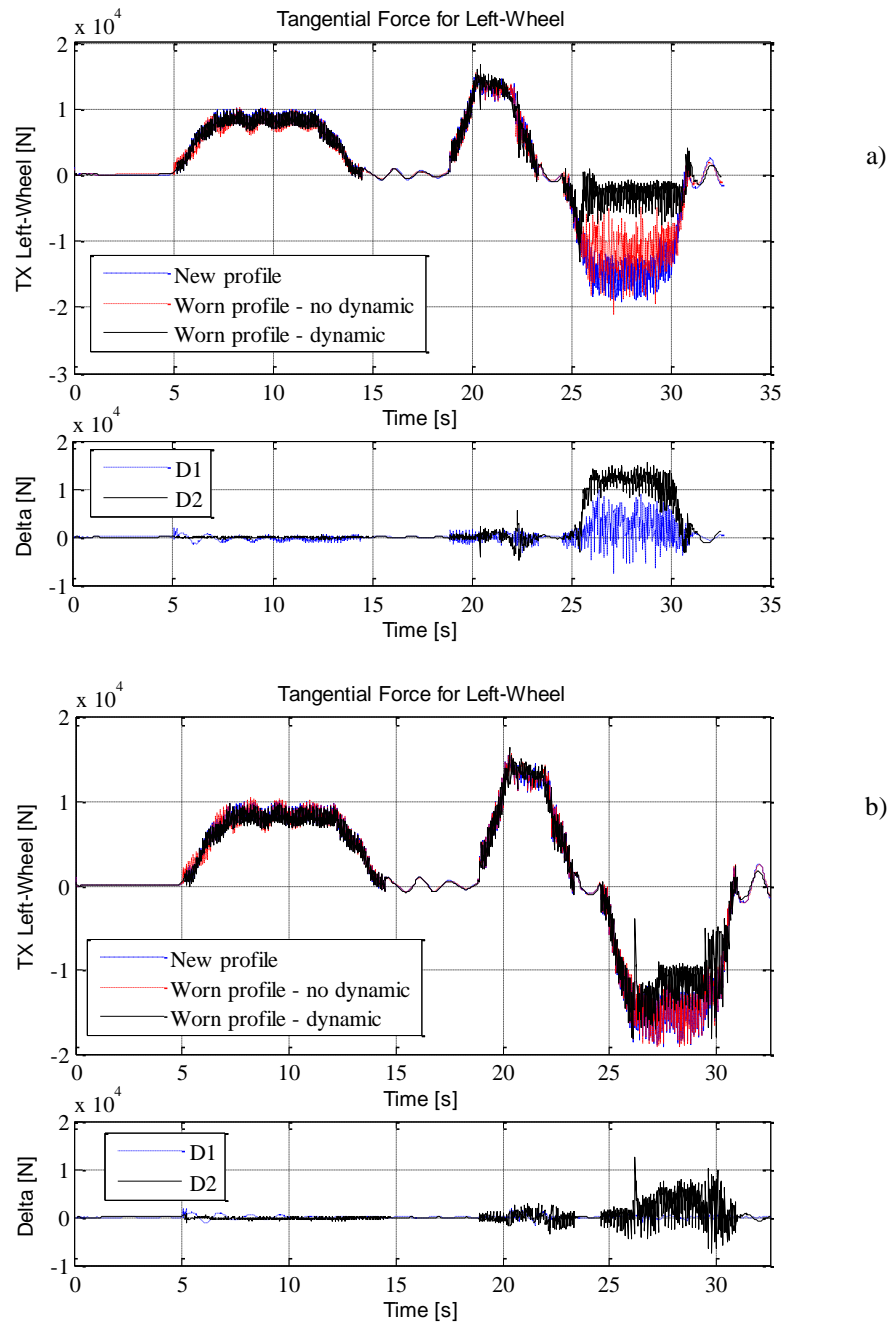 x 10^4
Tangential Force for Left-Wheel
2
1
0
-1
-2
-3
TX Left-Wheel [N]
New profile
Worn profile - no dynamic
Worn profile - dynamic
0 5 10 15 20 25 30 35
Time [s]
a)
x 10^4
2
1
0
-1
Delta [N]
D1
D2
0 5 10 15 20 25 30 35
Time [s]
x 10^4
Tangential Force for Left-Wheel
2
1
0
-1
-2
TX Left-Wheel [N]
New profile
Worn profile - no dynamic
Worn profile - dynamic
0 5 10 15 20 25 30
Time [s]
b)
x 10^4
2
1
0
-1
Delta [N]
D1
D2
0 5 10 15 20 25 30
Time [s]